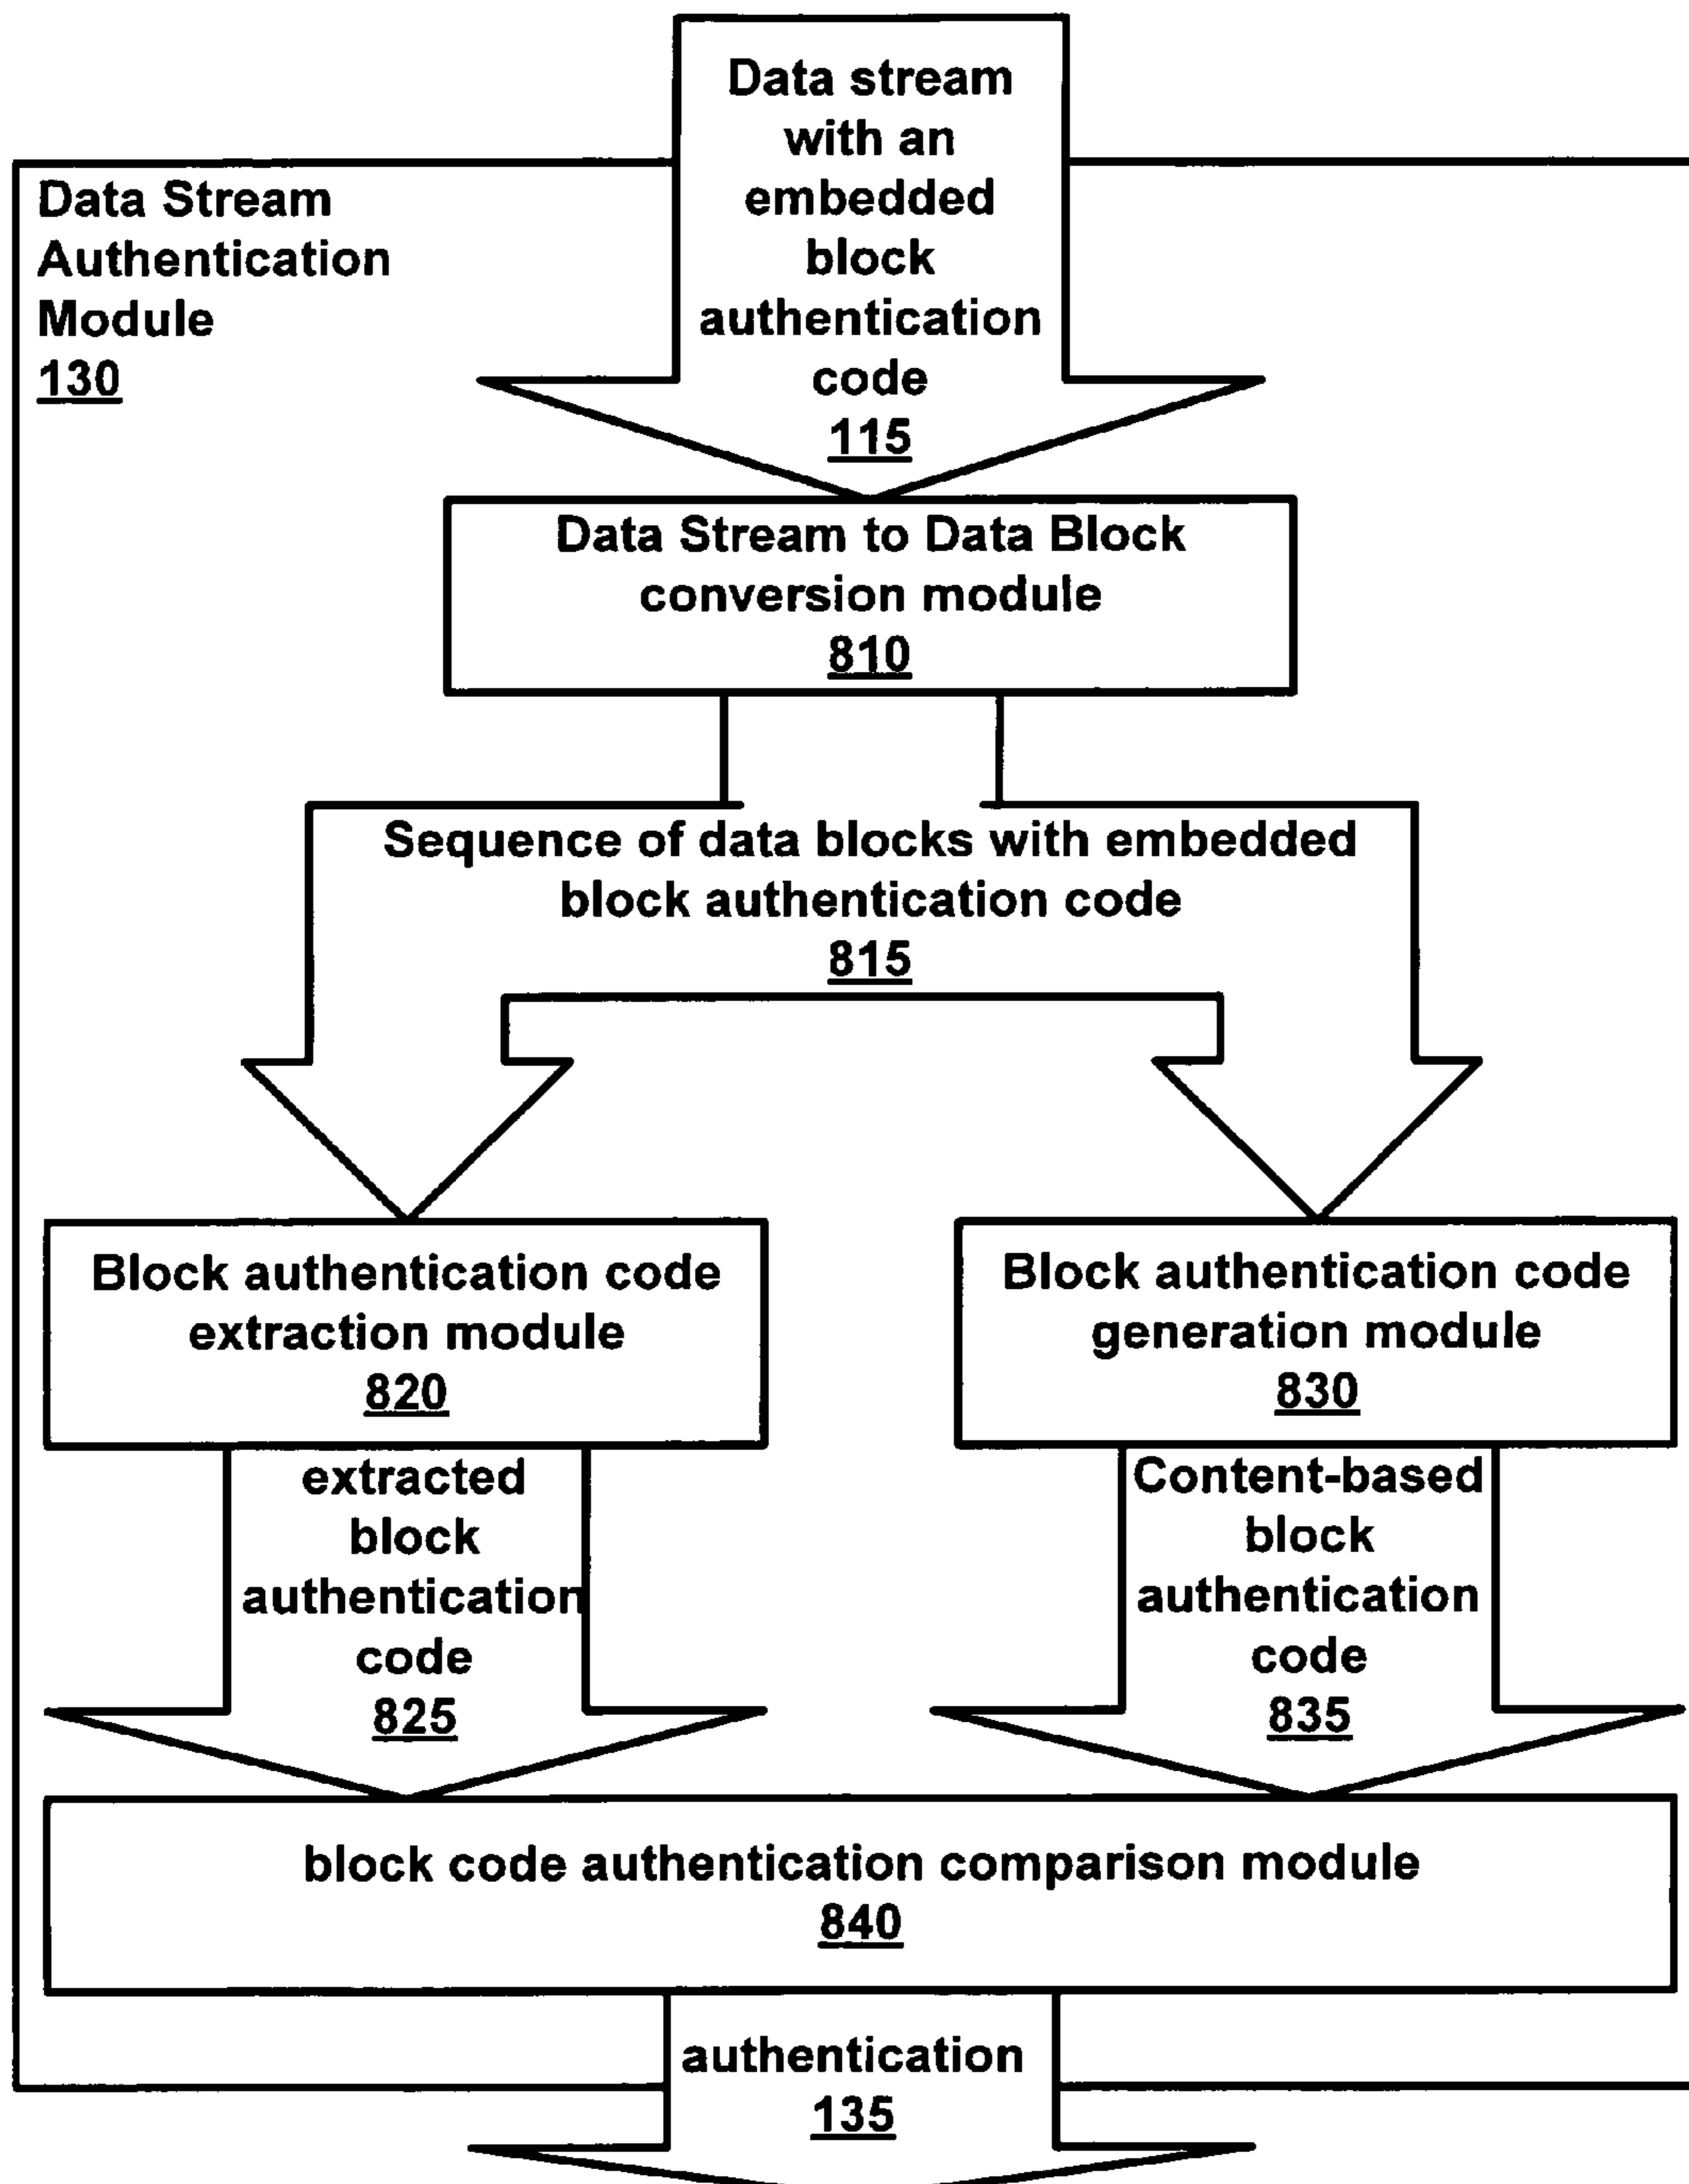 Data stream
with an
embedded
block
authentication
code
115
Data Stream
Authentication
Module
130
Data Stream to Data Block
conversion module
810
Sequence of data blocks with embedded
block authentication code
815
Block authentication code
extraction module
820
Block authentication code
generation module
830
extracted
block
authentication
code
825
Content-based
block
authentication
code
835
block code authentication comparison module
840
authentication
135